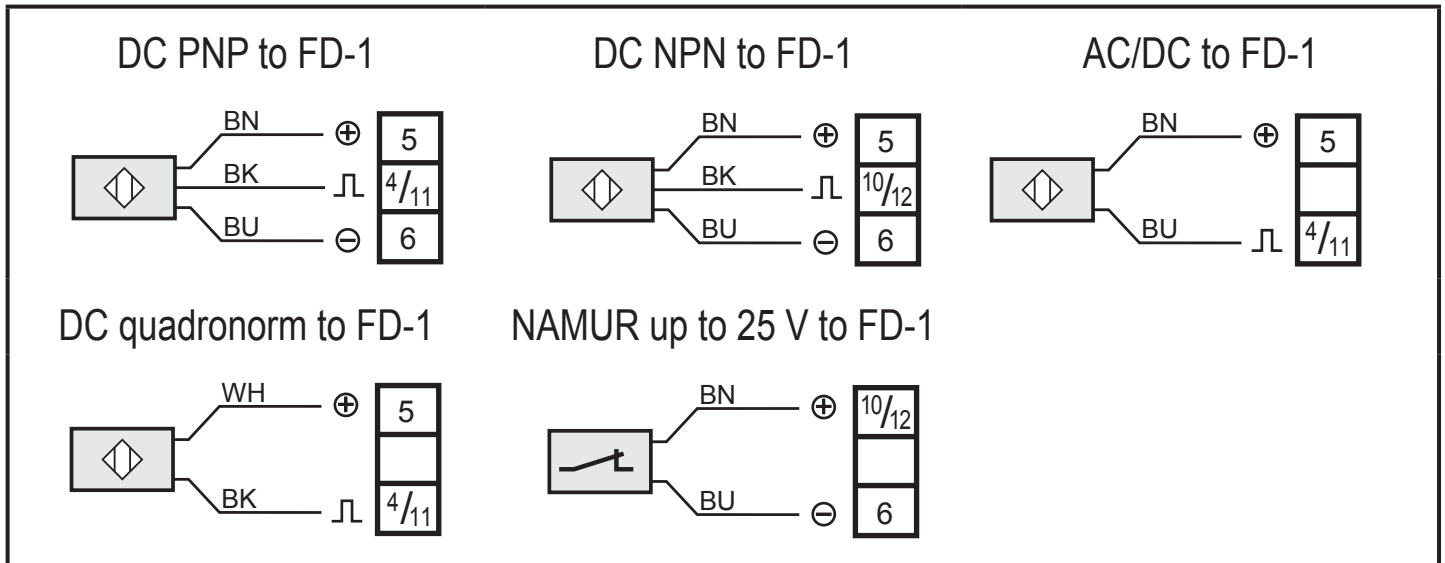 DC PNP to FD-1
BN ⊕ 5
BK 4/11
BU ⊖ 6
DC NPN to FD-1
BN ⊕ 5
BK 10/12
BU ⊖ 6
AC/DC to FD-1
BN ⊕ 5
BU 4/11
DC quadronorm to FD-1
WH ⊕ 5
BK 4/11
NAMUR up to 25 V to FD-1
BN ⊕ 10/12
BU ⊖ 6